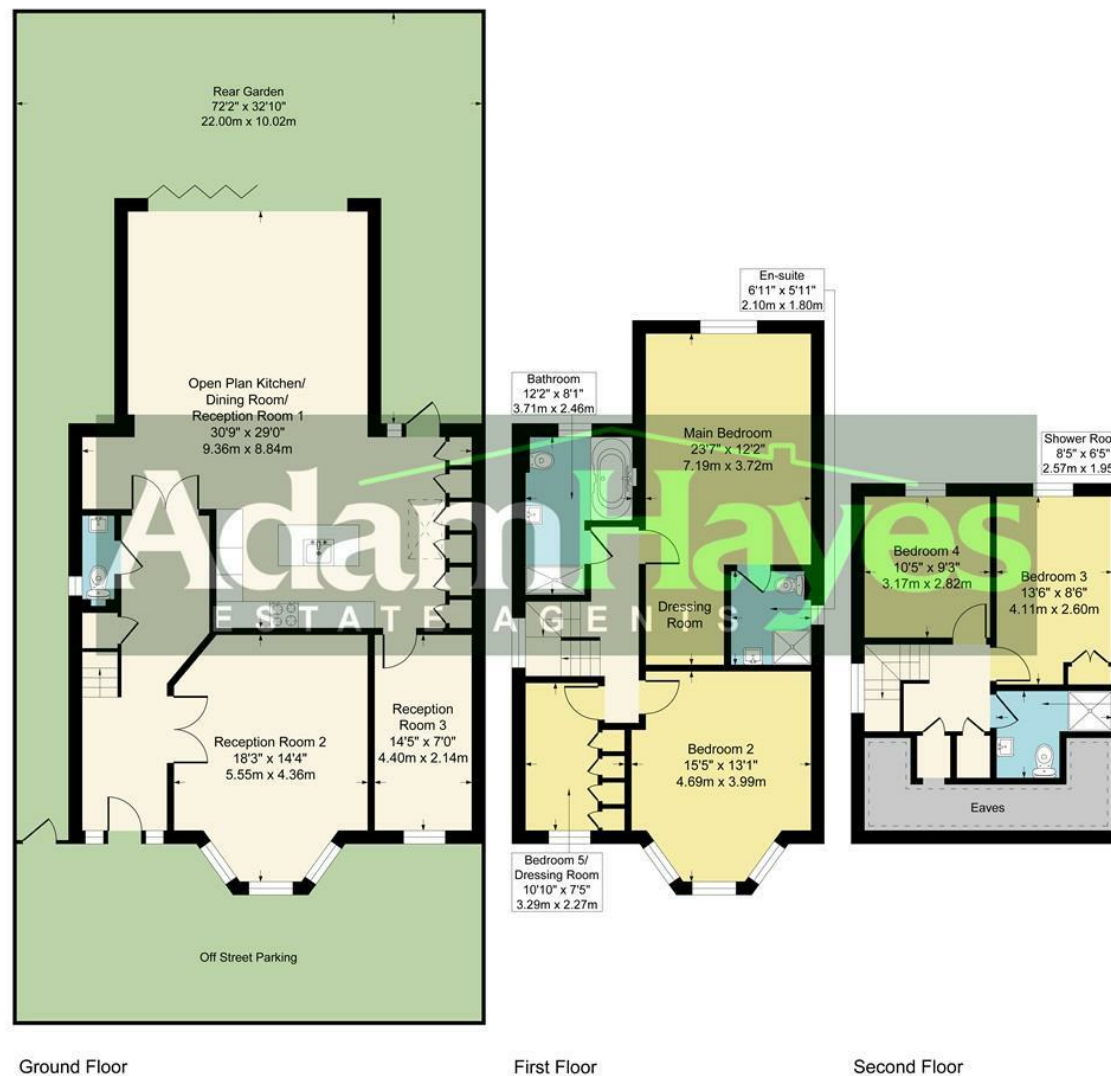 Rear Garden
72'2" x 32'10"
22.00m x 10.02m
Open Plan Kitchen/
Dining Room/
Reception Room 1
30'9" x 29'0"
9.36m x 8.84m
Reception Room 2
18'3" x 14'4"
5.55m x 4.36m
Reception
Room 3
14'5" x 7'0"
4.40m x 2.14m
Off Street Parking
Ground Floor
En-suite
6'11" x 5'11"
2.10m x 1.80m
Bathroom
12'2" x 8'1"
3.71m x 2.46m
Main Bedroom
23'7" x 12'2"
7.19m x 3.72m
Dressing
Room
Bedroom 2
15'5" x 13'1"
4.69m x 3.99m
Bedroom 5/
Dressing Room
10'10" x 7'5"
3.29m x 2.27m
First Floor
Shower
8'5" x 6'5"
2.57m x 1.95
Bedroom 4
10'5" x 9'3"
3.17m x 2.82m
Bedroom 3
13'6" x 8'6"
4.11m x 2.60m
Eaves
Second Floor
Adam Hayes
ESTATE AGENTS